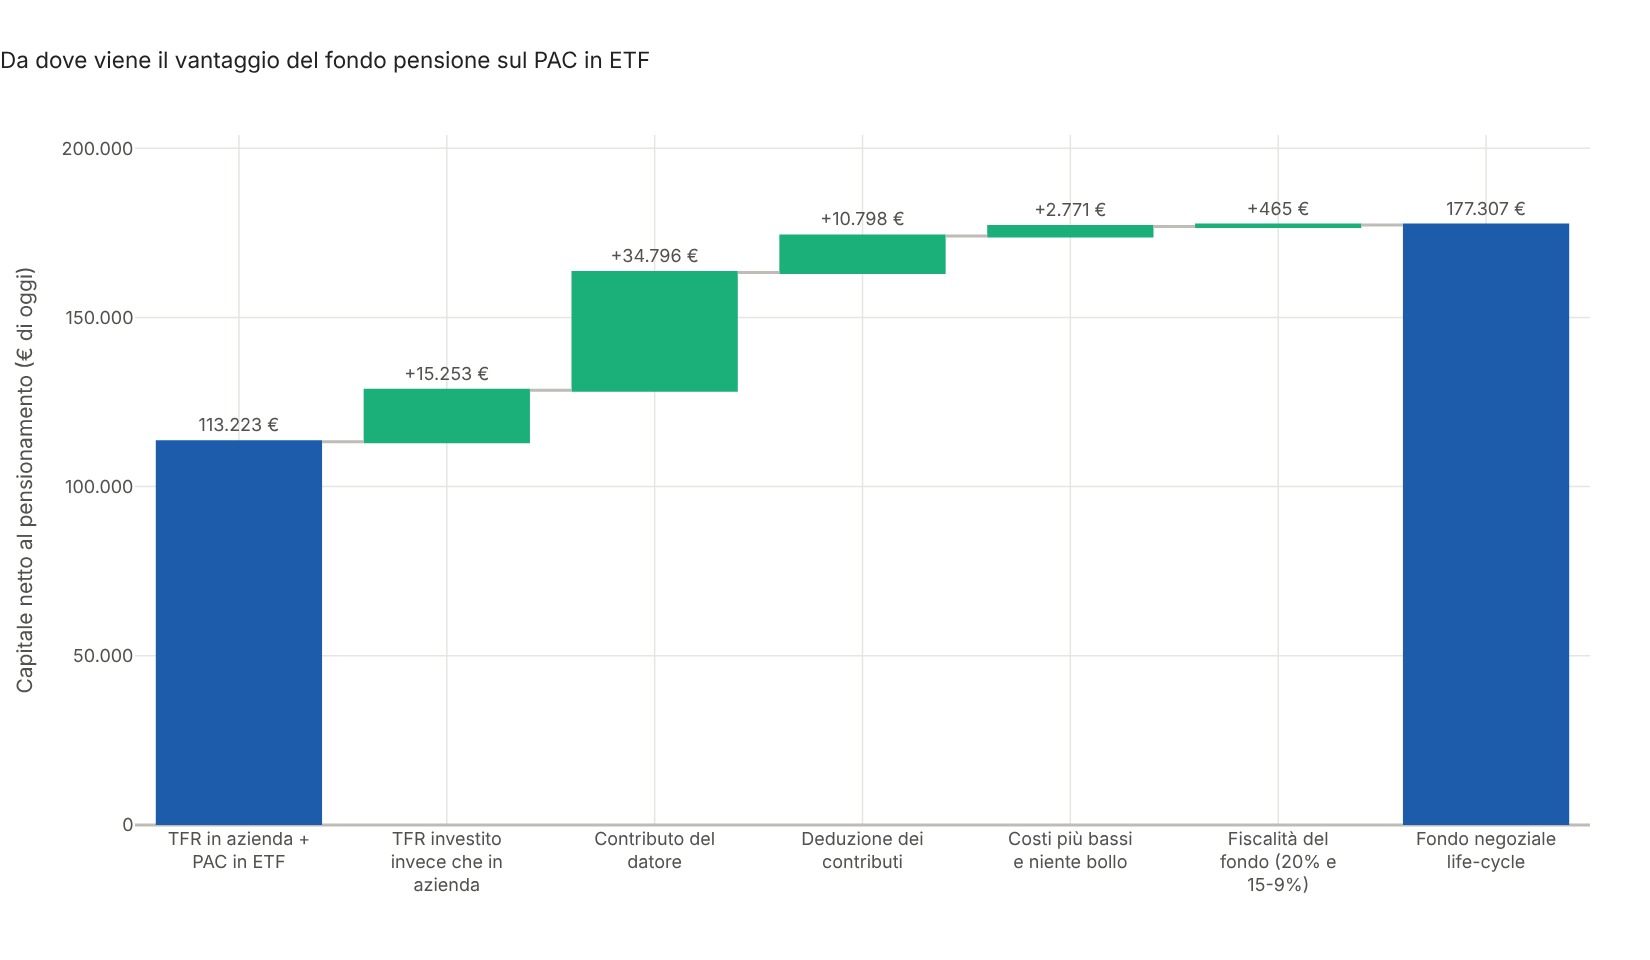 Da dove viene il vantaggio del fondo pensione sul PAC in ETF
Capitale netto al pensionamento (€ di oggi)
200.000
150.000
100.000
50.000
0
113.223 €
+15.253 €
+34.796 €
+10.798 €
+2.771 €
+465 €
177.307 €
TFR in azienda +
PAC in ETF
TFR investito
invece che in
azienda
Contributo del
datore
Deduzione dei
contributi
Costi più bassi
e niente bollo
Fiscalità del
fondo (20% e
15-9%)
Fondo negoziale
life-cycle